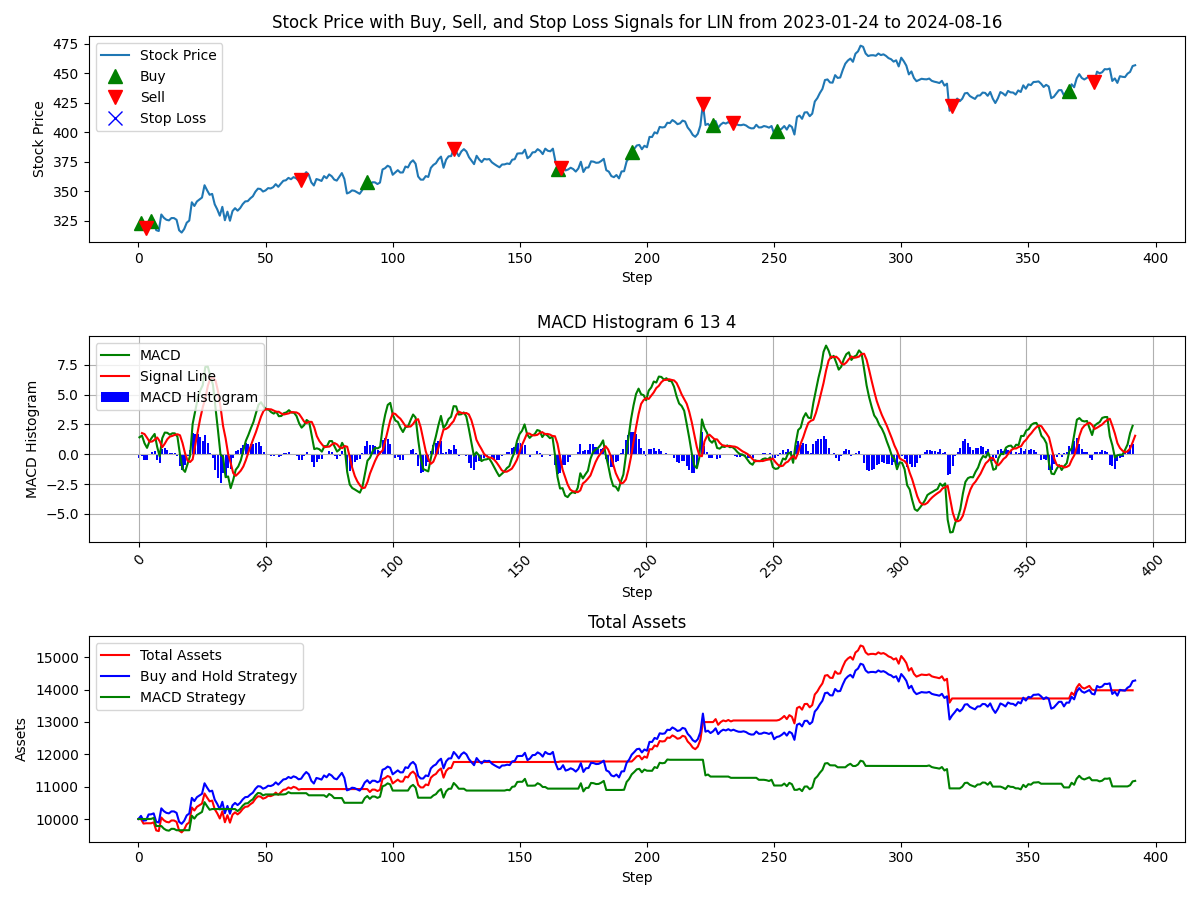 Stock Price with Buy, Sell, and Stop Loss Signals for LIN from 2023-01-24 to 2024-08-16
475
450
425
400
375
350
325
Stock Price
Stock Price
Buy
Sell
Stop Loss
0 50 100 150 200 250 300 350 400
Step
MACD Histogram 6 13 4
7.5
5.0
2.5
0.0
−2.5
−5.0
MACD Histogram
MACD
Signal Line
MACD Histogram
0 50 100 150 200 250 300 350 400
Step
Total Assets
15000
14000
13000
12000
11000
10000
Assets
Total Assets
Buy and Hold Strategy
MACD Strategy
0 50 100 150 200 250 300 350 400
Step